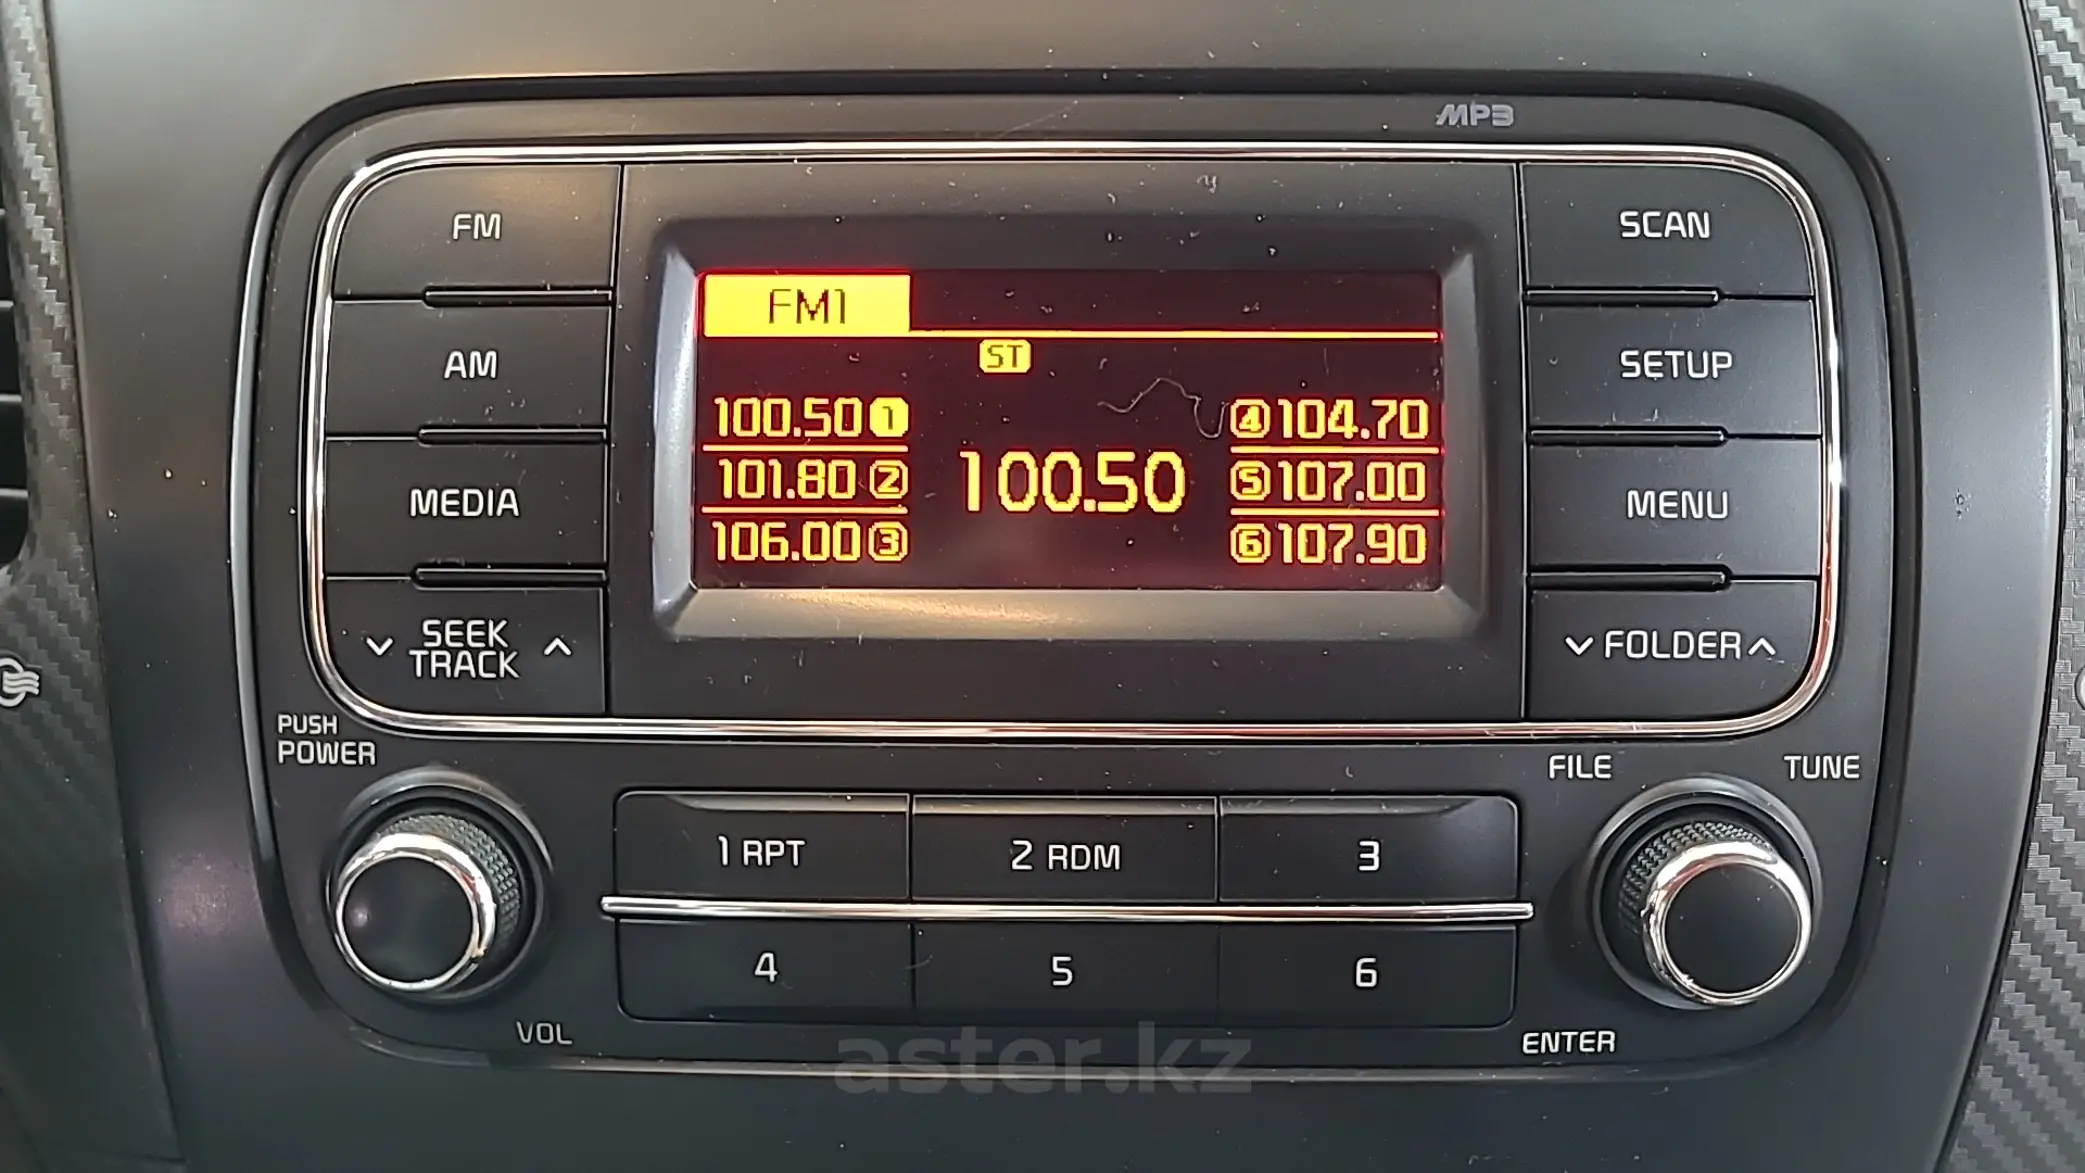 MP3
FM
AM
MEDIA
SEEK
TRACK
FM1
ST
100.50 1
101.80 2
106.00 3
100.50
4 104.70
5 107.00
6 107.90
SCAN
SETUP
MENU
FOLDER
PUSH
POWER
VOL
1 RPT
2 RDM
3
4
5
6
FILE
TUNE
ENTER
aster.kz